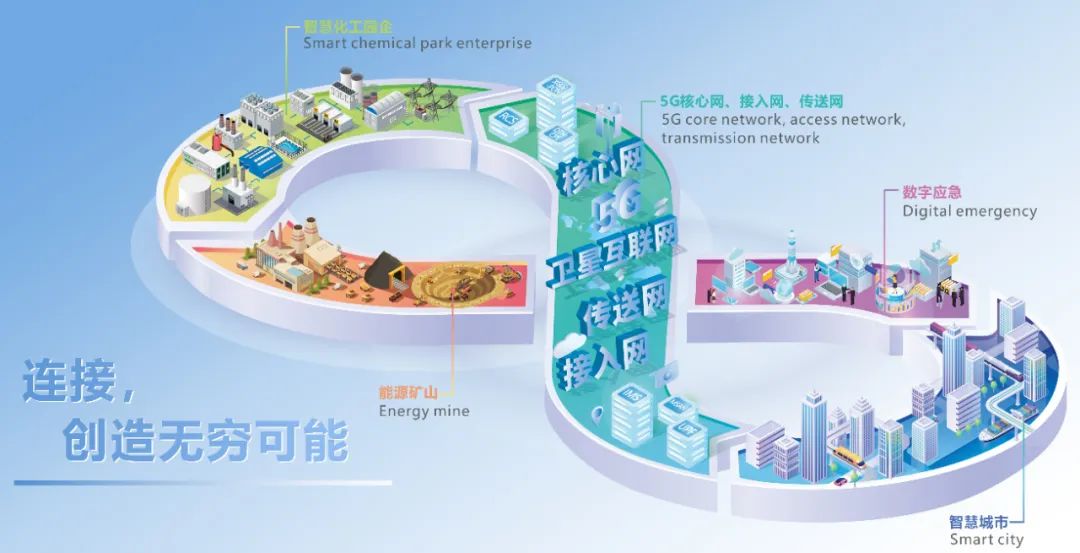 智慧化工园企
Smart chemical park enterprise
5G核心网、接入网、传送网
5G core network, access network,
transmission network
RCS
核心网
5G
卫星互联网
传送网
接入网
IMS
UPF
数字应急
Digital emergency
能源矿山
Energy mine
连接，
创造无穷可能
智慧城市
Smart city